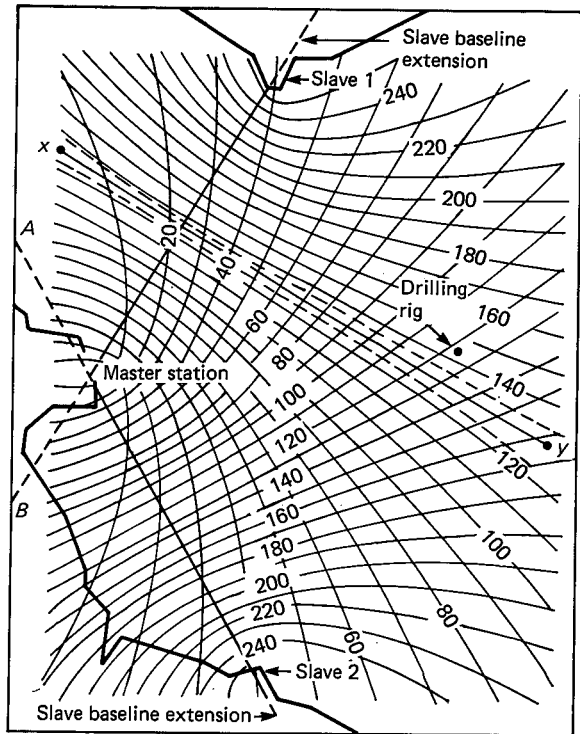 Slave baseline
extension
Slave 1
240
220
200
180
160
140
120
100
80
60
x
A
20
40
60
80
100
120
140
160
180
200
220
240
Drilling
rig
Master station
y
B
Slave 2
Slave baseline extension